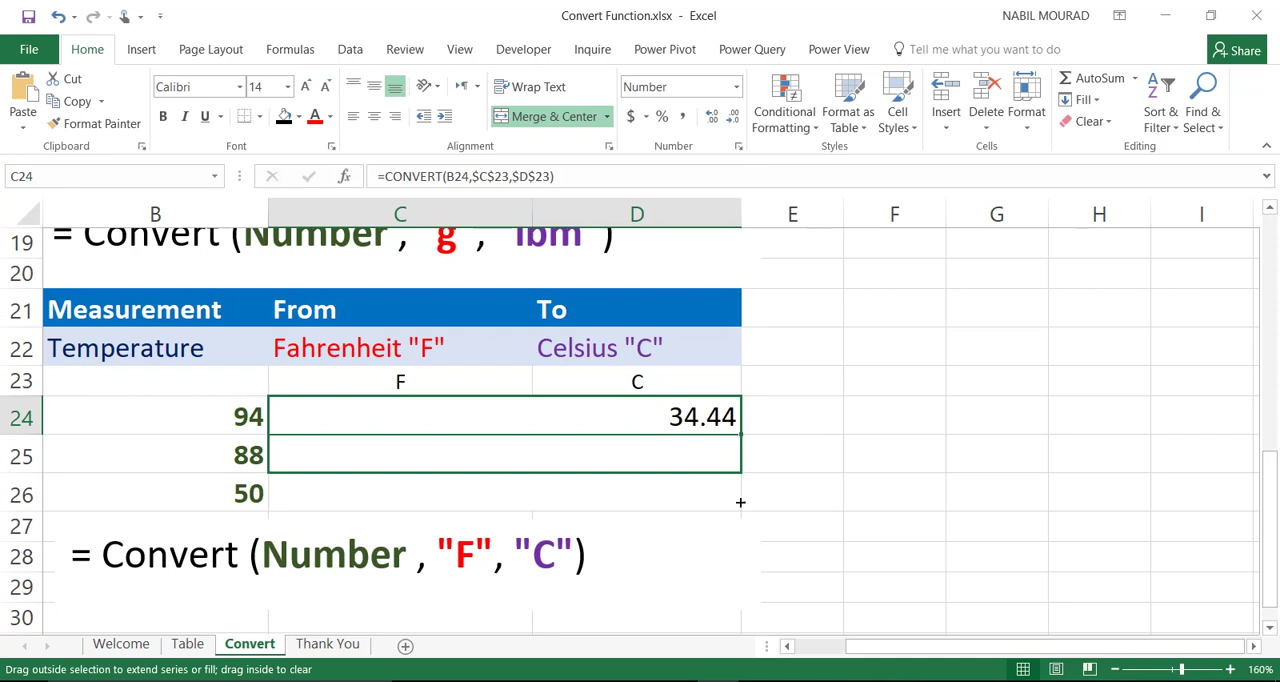 Convert Function.xlsx - Excel
NABIL MOURAD
File Home Insert Page Layout Formulas Data Review View Developer Inquire Power Pivot Power Query Power View Tell me what you want to do Share
Paste
Cut
Copy
Format Painter
Clipboard
Calibri 14 A A
B I U A
Font
Wrap Text
Merge & Center
Alignment
Number
$ % ,
Number
Conditional
Formatting
Format as
Table
Cell
Styles
Styles
Insert Delete Format
Cells
AutoSum
Fill
Clear
Sort &
Filter
Find &
Select
Editing
C24 fx =CONVERT(B24,$C$23,$D$23)
B C D E F G H I
19 = Convert (Number , "g" , "lbm" )
20
21 Measurement From To
22 Temperature Fahrenheit "F" Celsius "C"
23 F C
24 94 34.44
25 88
26 50
27
28 = Convert (Number , "F", "C")
29
30
Welcome Table Convert Thank You
Drag outside selection to extend series or fill; drag inside to clear
160%